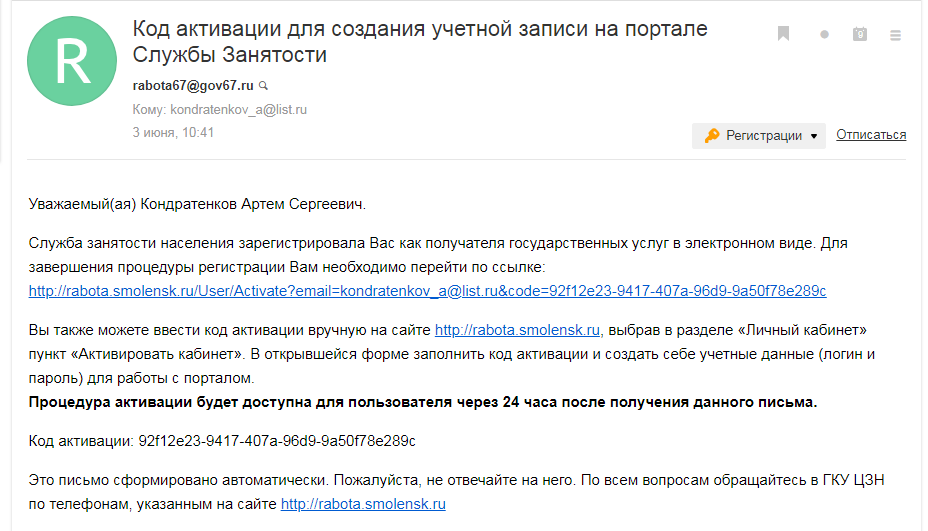 R
Код активации для создания учетной записи на портале
Службы Занятости
rabota67@gov67.ru
Кому: kondratenkov_a@list.ru
3 июня, 10:41
9
Регистрации
Отписаться
Уважаемый(ая) Кондратенков Артем Сергеевич.
Служба занятости населения зарегистрировала Вас как получателя государственных услуг в электронном виде. Для
завершения процедуры регистрации Вам необходимо перейти по ссылке:
http://rabota.smolensk.ru/User/Activate?email=kondratenkov_a@list.ru&code=92f12e23-9417-407a-96d9-9a50f78e289c
Вы также можете ввести код активации вручную на сайте http://rabota.smolensk.ru, выбрав в разделе «Личный кабинет»
пункт «Активировать кабинет». В открывшейся форме заполнить код активации и создать себе учетные данные (логин и
пароль) для работы с порталом.
Процедура активации будет доступна для пользователя через 24 часа после получения данного письма.
Код активации: 92f12e23-9417-407a-96d9-9a50f78e289c
Это письмо сформировано автоматически. Пожалуйста, не отвечайте на него. По всем вопросам обращайтесь в ГКУ ЦЗН
по телефонам, указанным на сайте http://rabota.smolensk.ru